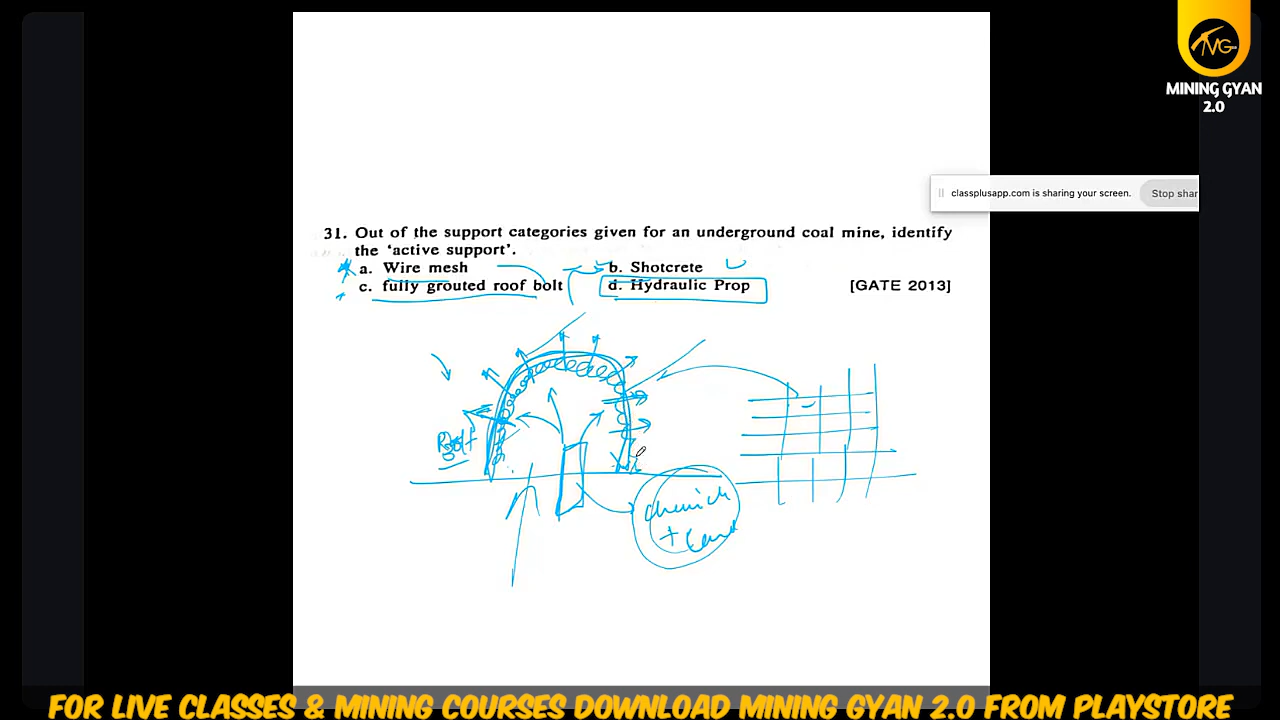 MINING GYAN
2.0
classplusapp.com is sharing your screen. Stop shar
31. Out of the support categories given for an underground coal mine, identify
the 'active support'.
a. Wire mesh b. Shotcrete
c. fully grouted roof bolt d. Hydraulic Prop [GATE 2013]
Bolt
+
FOR LIVE CLASSES & MINING COURSES DOWNLOAD MINING GYAN 2.0 FROM PLAYSTORE